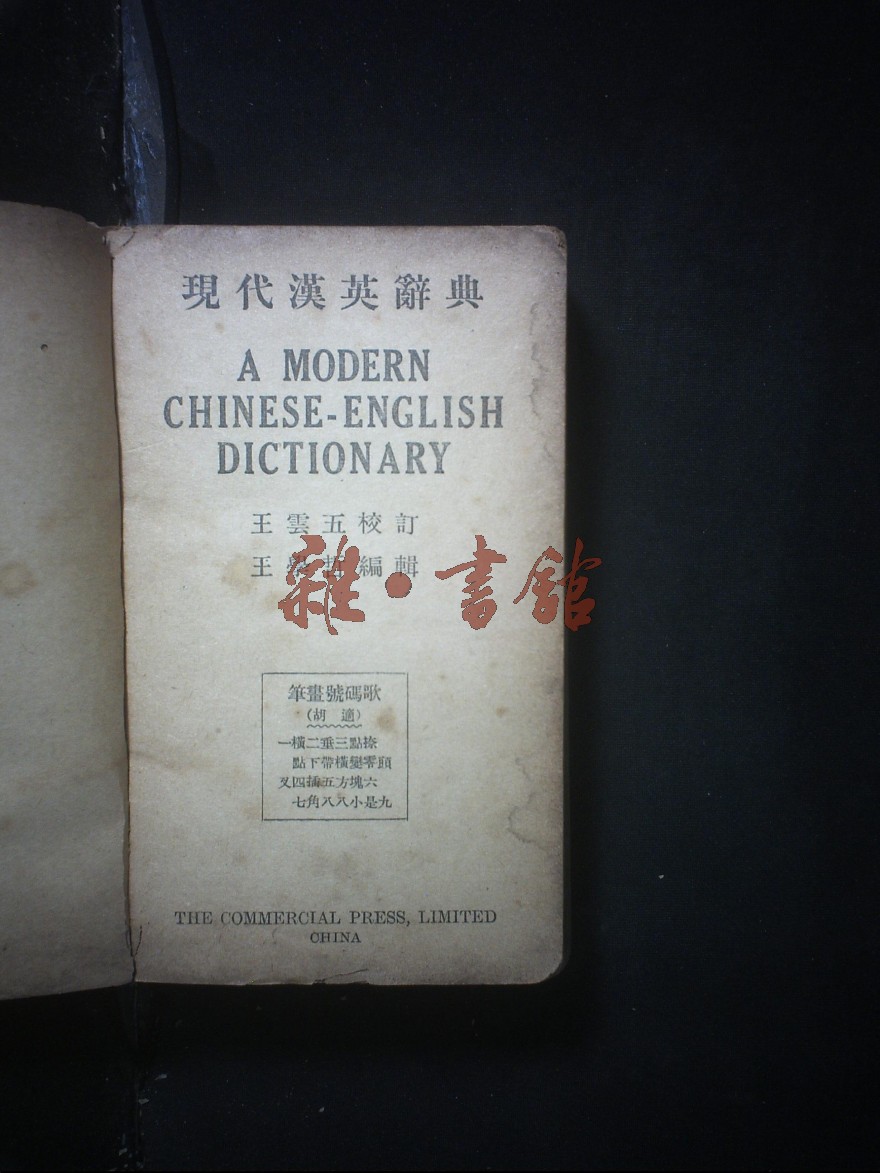 現代漢英辭典
A MODERN
CHINESE-ENGLISH
DICTIONARY
王雲五校訂
王學哲編輯
雜·書館
筆畫號碼歌
(胡適)
一橫二垂三點捺
點下帶橫變零頭
叉四插五方塊六
七角八八小是九
THE COMMERCIAL PRESS, LIMITED
CHINA